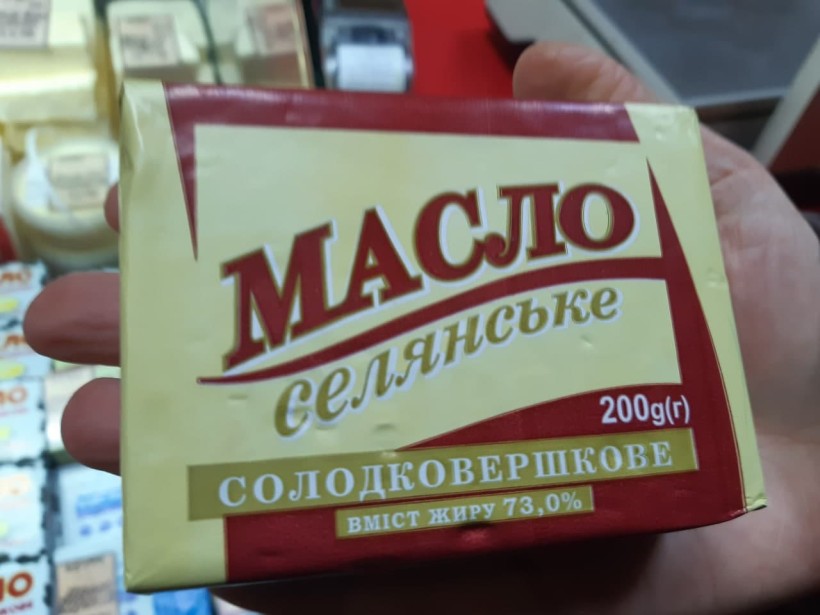 МАСЛО
селянське
200g(г)
СОЛОДКОВЕРШКОВЕ
ВМІСТ ЖИРУ 73,0%